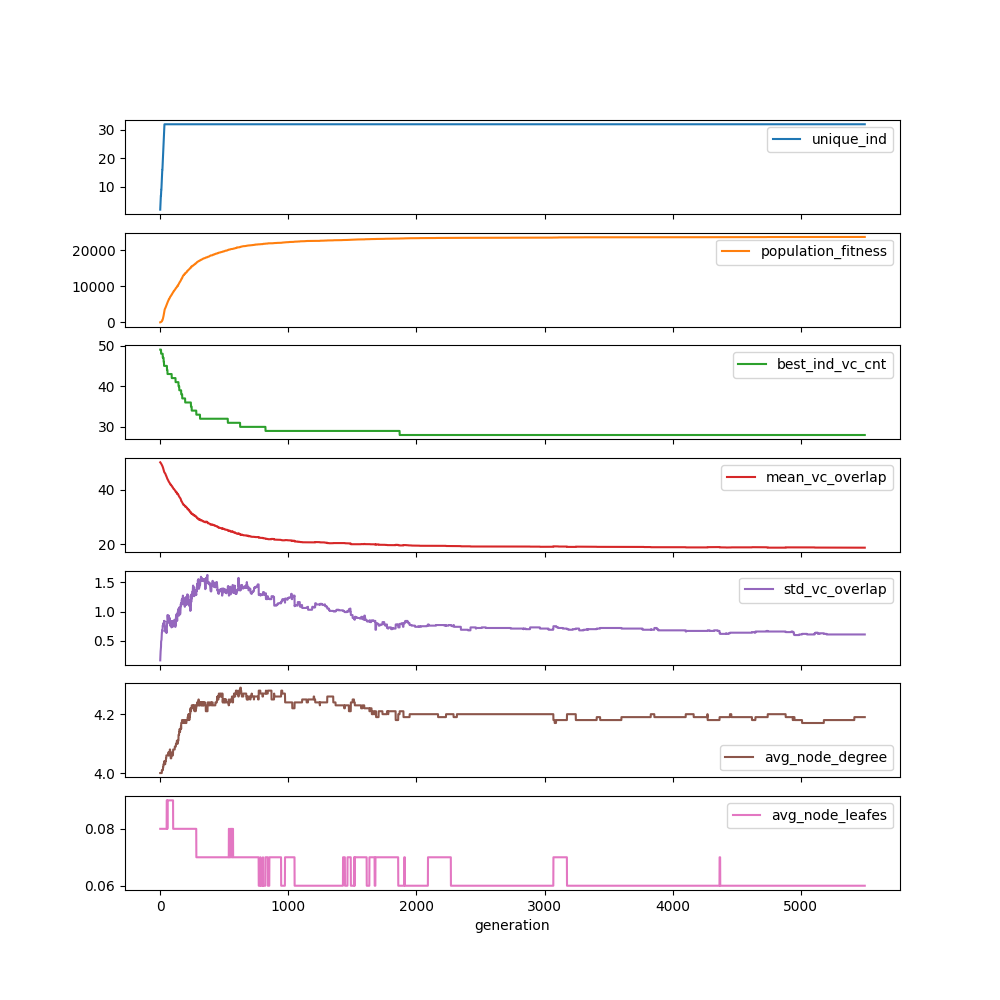 30
20
10
unique_ind
20000
10000
0
population_fitness
50
40
30
best_ind_vc_cnt
40
20
mean_vc_overlap
1.5
1.0
0.5
std_vc_overlap
4.2
4.0
avg_node_degree
0.08
0.06
avg_node_leafes
0 1000 2000 3000 4000 5000
generation